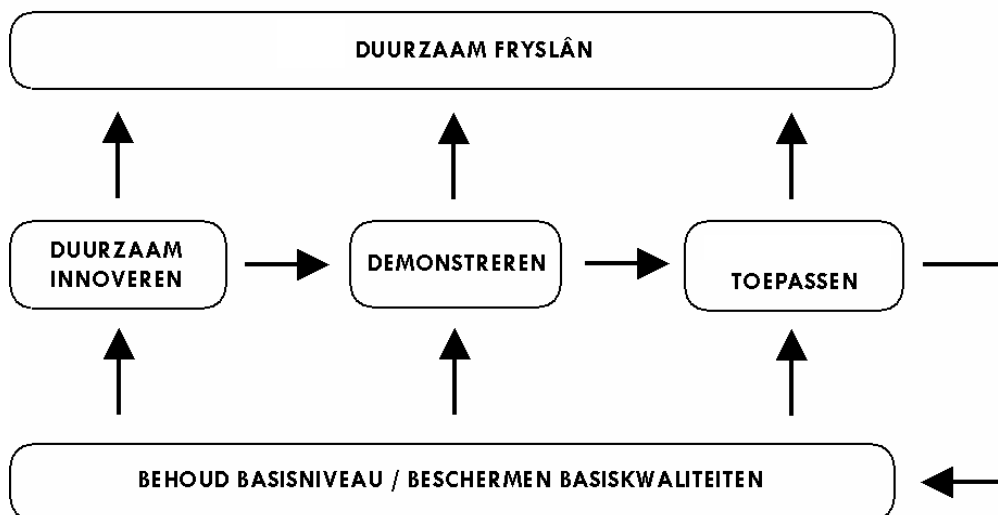 DUURZAAM FRYSLÂN
DUURZAAM
INNOVEREN
DEMONSTREREN
TOEPASSEN
BEHOUD BASISNIVEAU / BESCHERMEN BASISKWALITEITEN